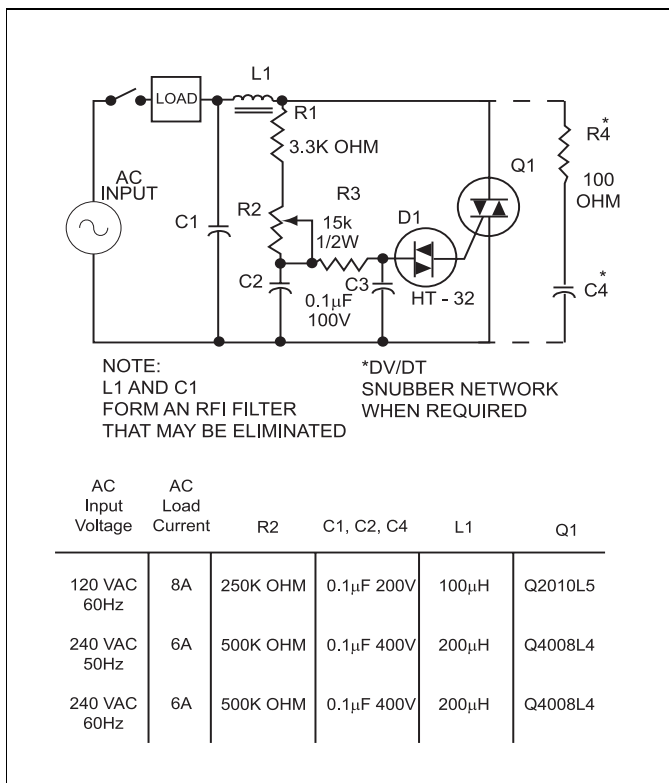 L1
LOAD
R1
3.3K OHM
R4*
100
OHM
Q1
AC
INPUT
R3
R2
15k
1/2W
D1
C1
C2
C3
HT - 32
C4*
0.1µF
100V
NOTE:
L1 AND C1
FORM AN RFI FILTER
THAT MAY BE ELIMINATED
*DV/DT
SNUBBER NETWORK
WHEN REQUIRED
AC Input Voltage AC Load Current R2 C1, C2, C4 L1 Q1
120 VAC 60Hz 8A 250K OHM 0.1µF 200V 100µH Q2010L5
240 VAC 50Hz 6A 500K OHM 0.1µF 400V 200µH Q4008L4
240 VAC 60Hz 6A 500K OHM 0.1µF 400V 200µH Q4008L4